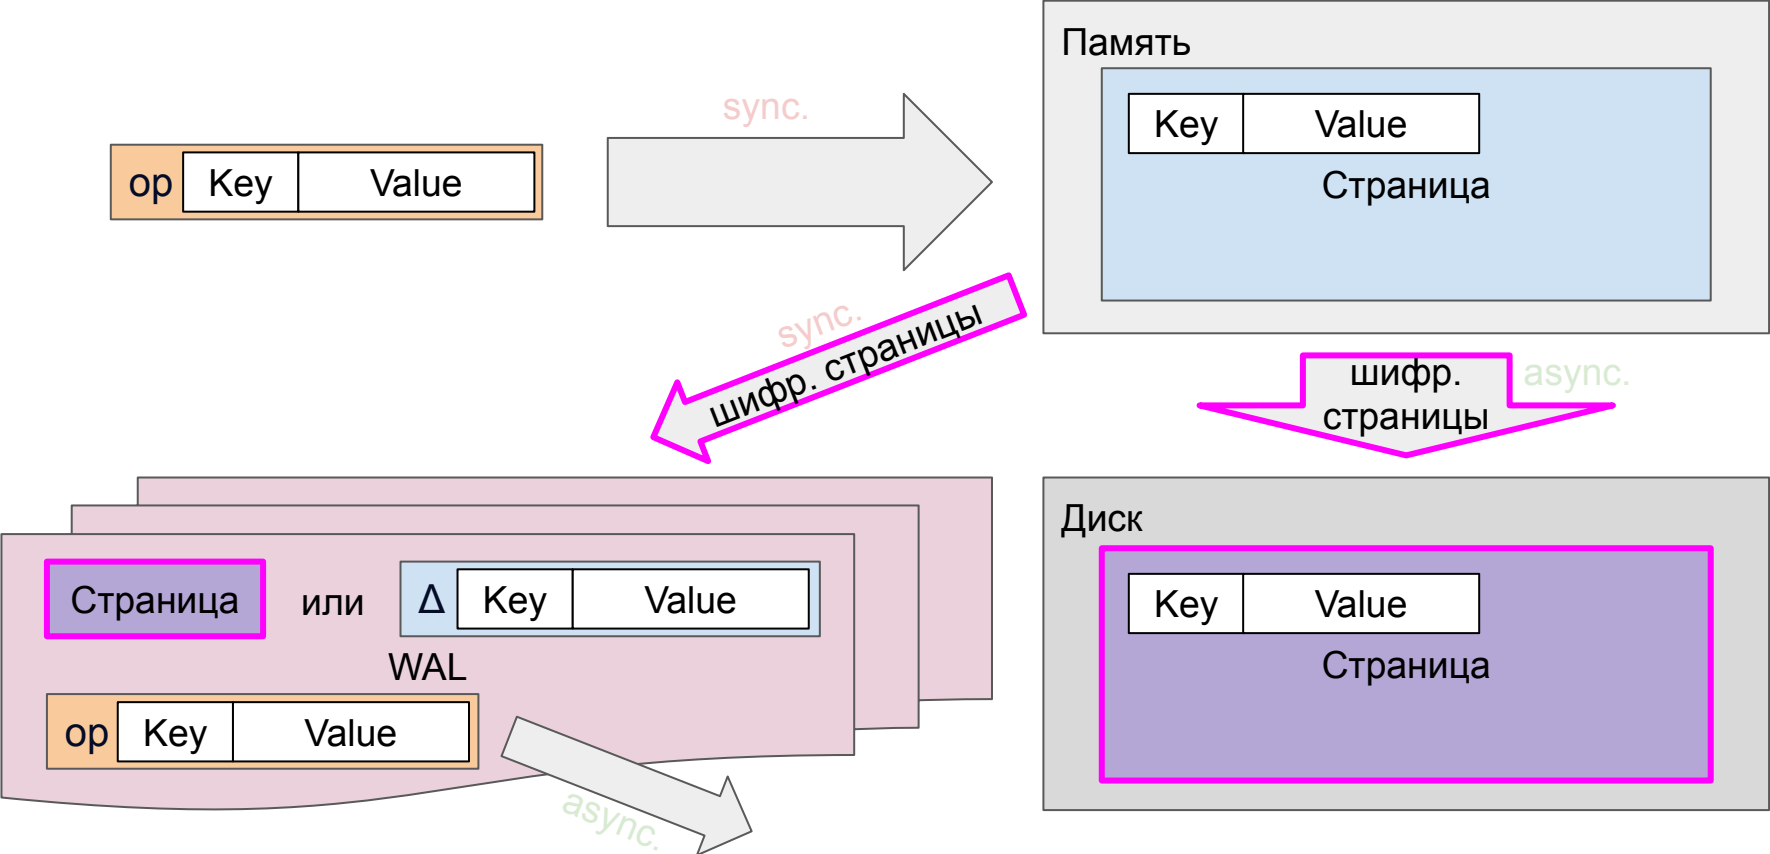 sync.
Память
op Key Value
Key Value
Страница
sync.
шифр. страницы
шифр.
страницы
async.
Диск
Страница или Δ Key Value
WAL
op Key Value
async.
Key Value
Страница